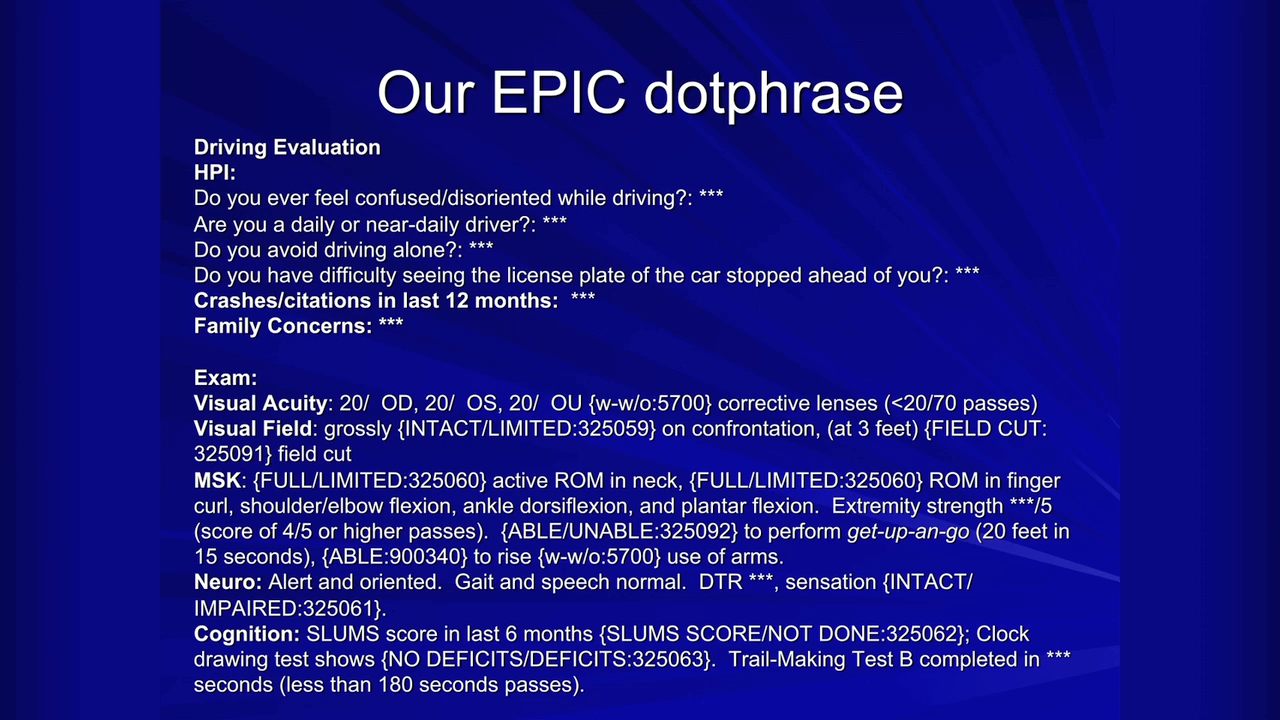 Our EPIC dotphrase
Driving Evaluation
HPI:
Do you ever feel confused/disoriented while driving?: ***
Are you a daily or near-daily driver?: ***
Do you avoid driving alone?: ***
Do you have difficulty seeing the license plate of the car stopped ahead of you?: ***
Crashes/citations in last 12 months:  ***
Family Concerns: ***
Exam:
Visual Acuity: 20/  OD, 20/  OS, 20/  OU {w-w/o:5700} corrective lenses (<20/70 passes)
Visual Field: grossly {INTACT/LIMITED:325059} on confrontation, (at 3 feet) {FIELD CUT:
325091} field cut
MSK: {FULL/LIMITED:325060} active ROM in neck, {FULL/LIMITED:325060} ROM in finger
curl, shoulder/elbow flexion, ankle dorsiflexion, and plantar flexion.  Extremity strength ***/5
(score of 4/5 or higher passes).  {ABLE/UNABLE:325092} to perform get-up-an-go (20 feet in
15 seconds), {ABLE:900340} to rise {w-w/o:5700} use of arms.
Neuro: Alert and oriented.  Gait and speech normal.  DTR ***, sensation {INTACT/
IMPAIRED:325061}.
Cognition: SLUMS score in last 6 months {SLUMS SCORE/NOT DONE:325062}; Clock
drawing test shows {NO DEFICITS/DEFICITS:325063}.  Trail-Making Test B completed in ***
seconds (less than 180 seconds passes).